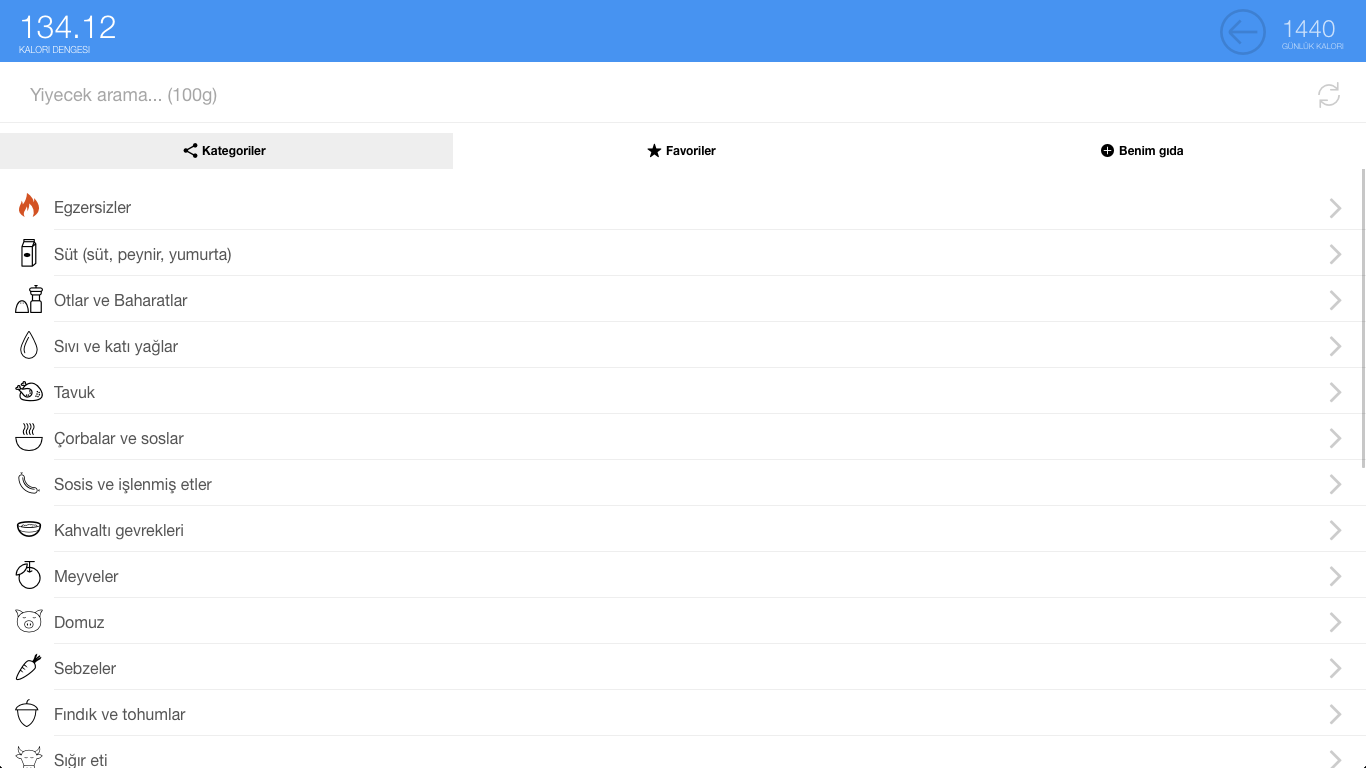 134.12
KALORI DENGESI
1440
GÜNLÜK KALORI
Yiyecek arama... (100g)
Kategoriler
Favoriler
Benim gıda
Egzersizler
Süt (süt, peynir, yumurta)
Otlar ve Baharatlar
Sıvı ve katı yağlar
Tavuk
Çorbalar ve soslar
Sosis ve işlenmiş etler
Kahvaltı gevrekleri
Meyveler
Domuz
Sebzeler
Fındık ve tohumlar
Sığır eti